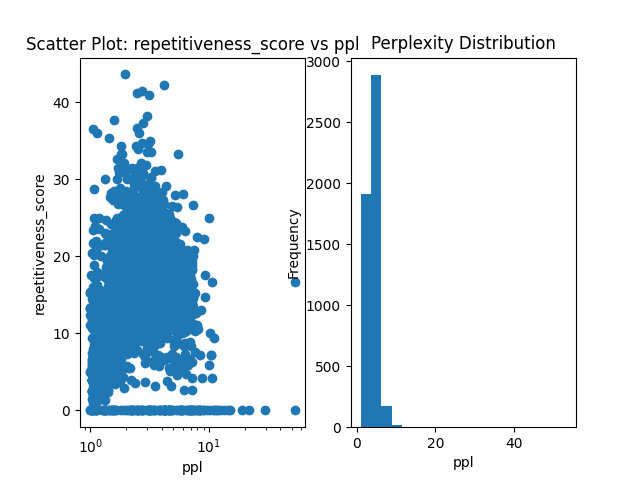 Scatter Plot: repetitiveness_score vs ppl
Perplexity Distribution
repetitiveness_score
40
30
20
10
0
10⁰
10¹
ppl
Frequency
3000
2500
2000
1500
1000
500
0
0
20
40
ppl